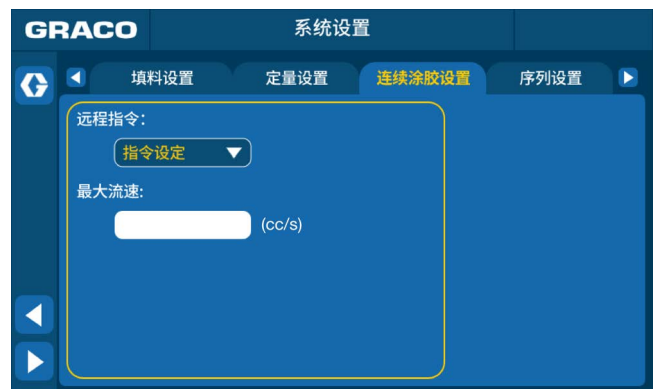 GRACO 系统设置
填料设置 定量设置 连续涂胶设置 序列设置
远程指令:
指令设定
最大流速:
(cc/s)